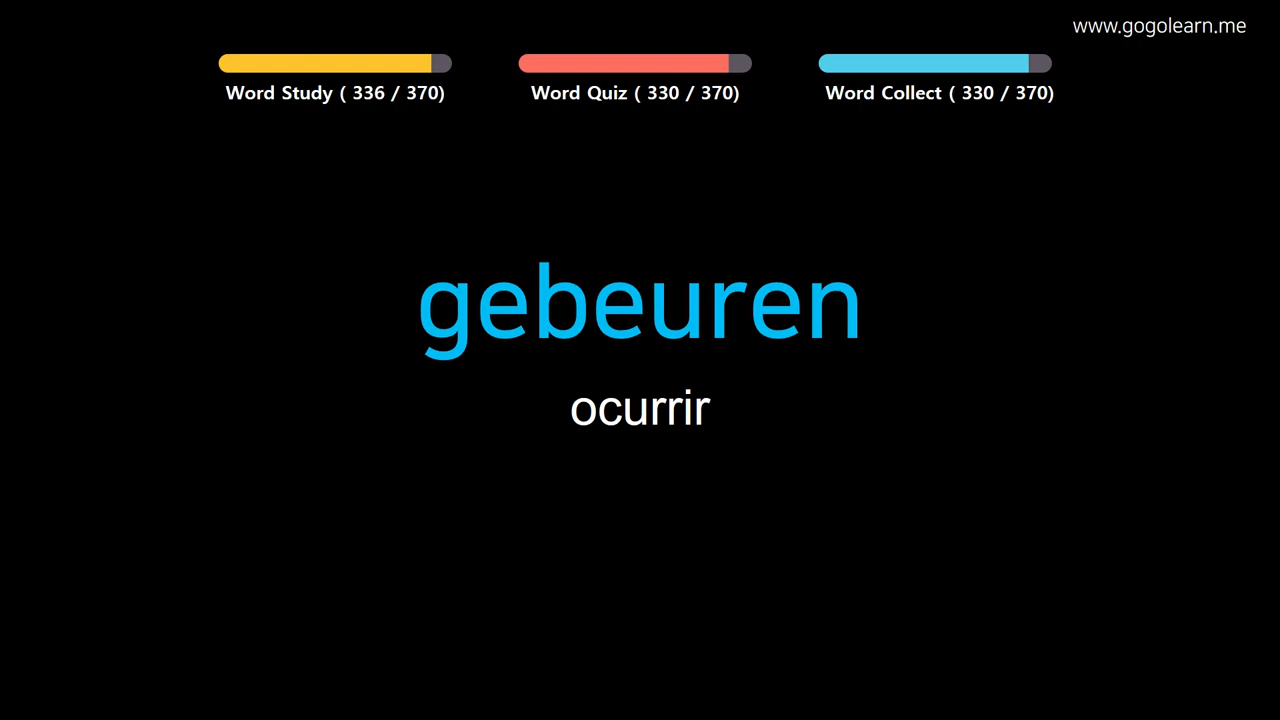 www.gogolearn.me
Word Study ( 336 / 370)
Word Quiz ( 330 / 370)
Word Collect ( 330 / 370)
gebeuren
ocurrir